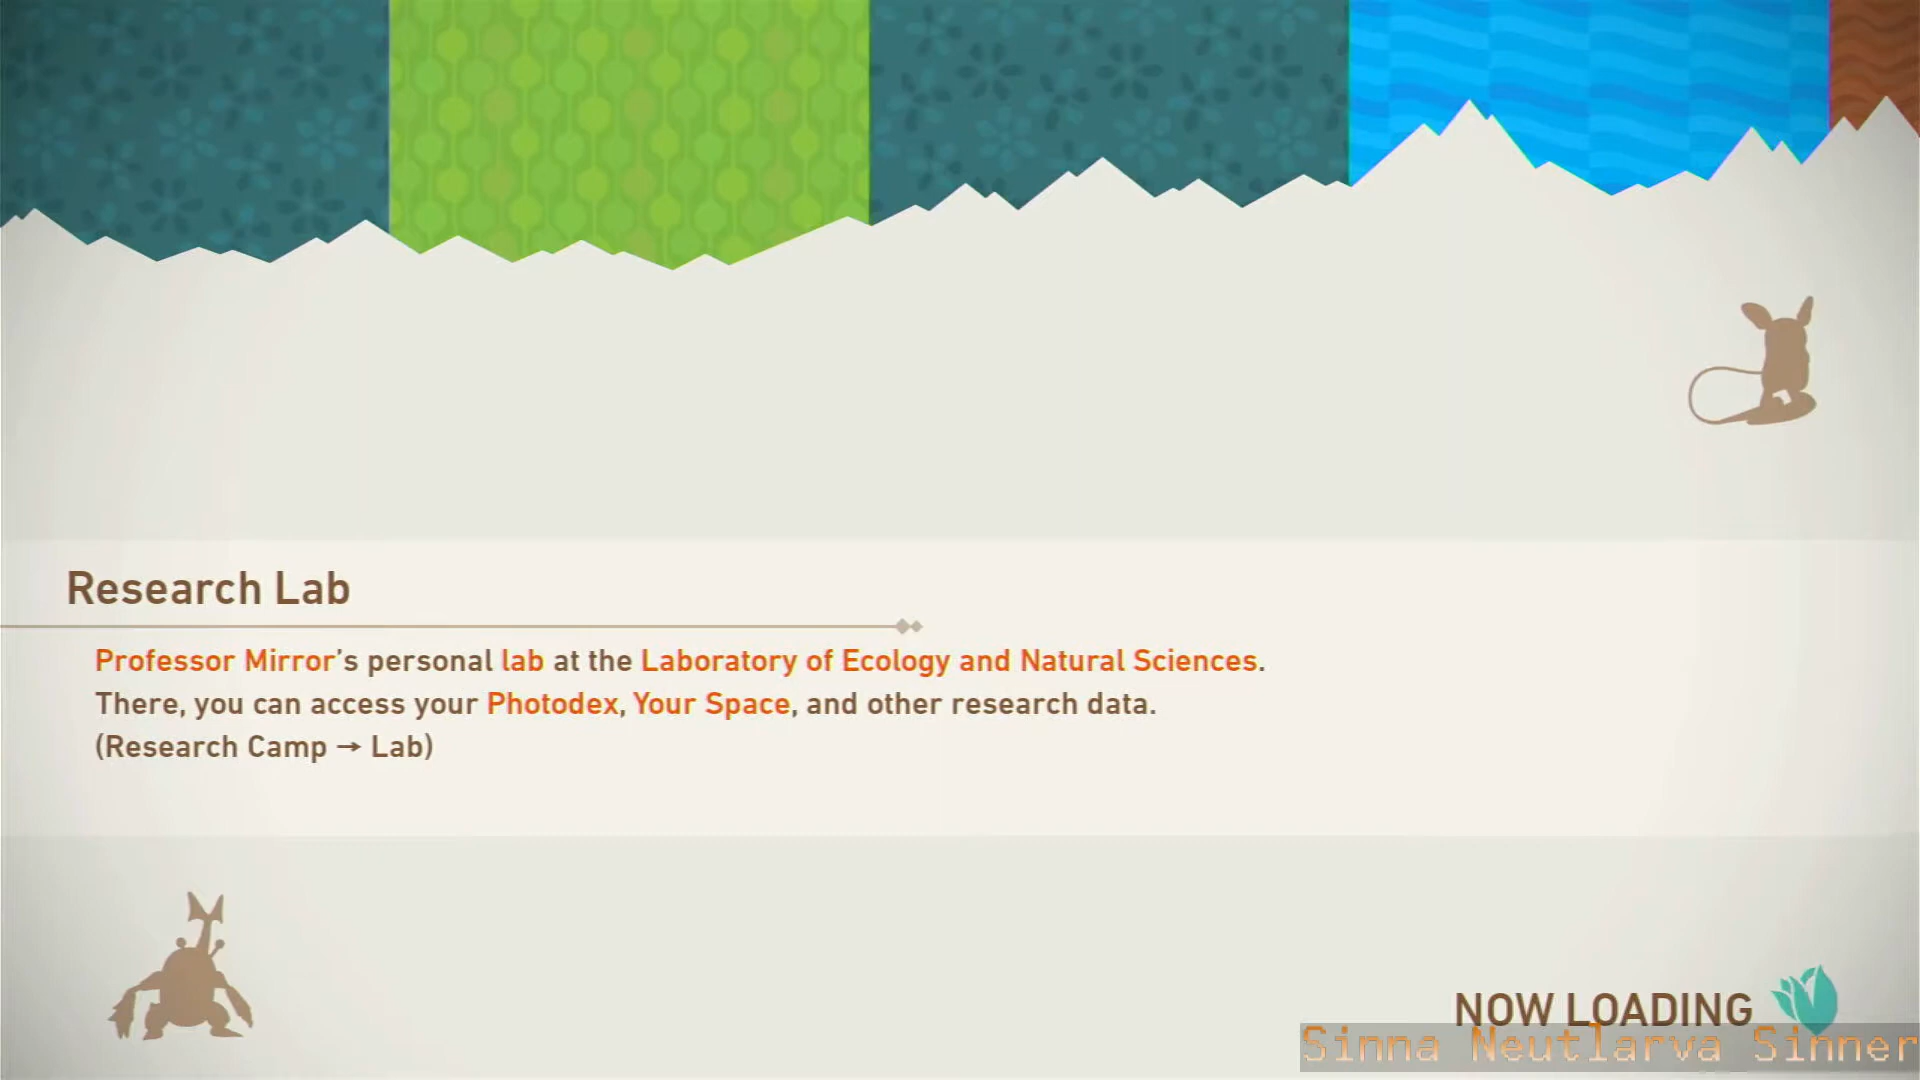 Research Lab
Professor Mirror's personal lab at the Laboratory of Ecology and Natural Sciences.
There, you can access your Photodex, Your Space, and other research data.
(Research Camp → Lab)
NOW LOADING
Sinna Neutlarva Sinner